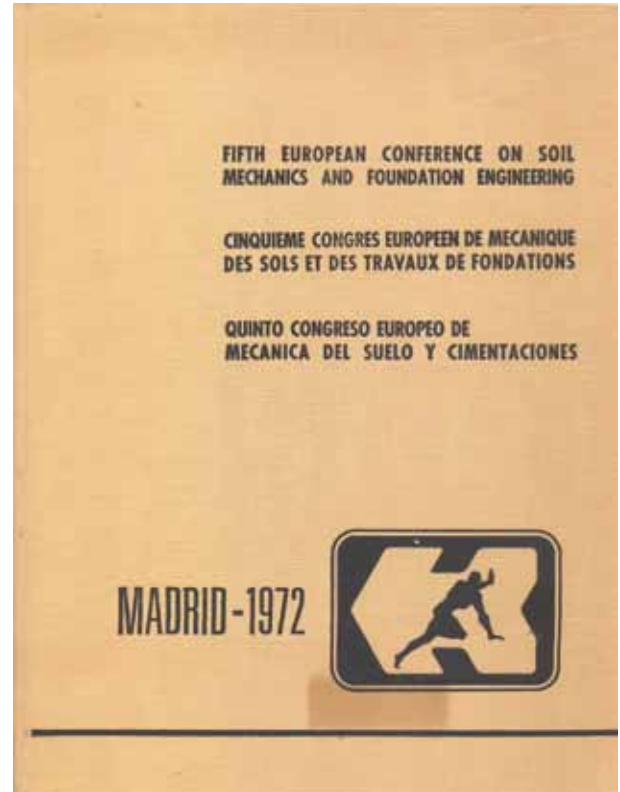 FIFTH EUROPEAN CONFERENCE ON SOIL
MECHANICS AND FOUNDATION ENGINEERING
CINQUIEME CONGRES EUROPEEN DE MECANIQUE
DES SOLS ET DES TRAVAUX DE FONDATIONS
QUINTO CONGRESO EUROPEO DE
MECANICA DEL SUELO Y CIMENTACIONES
MADRID-1972